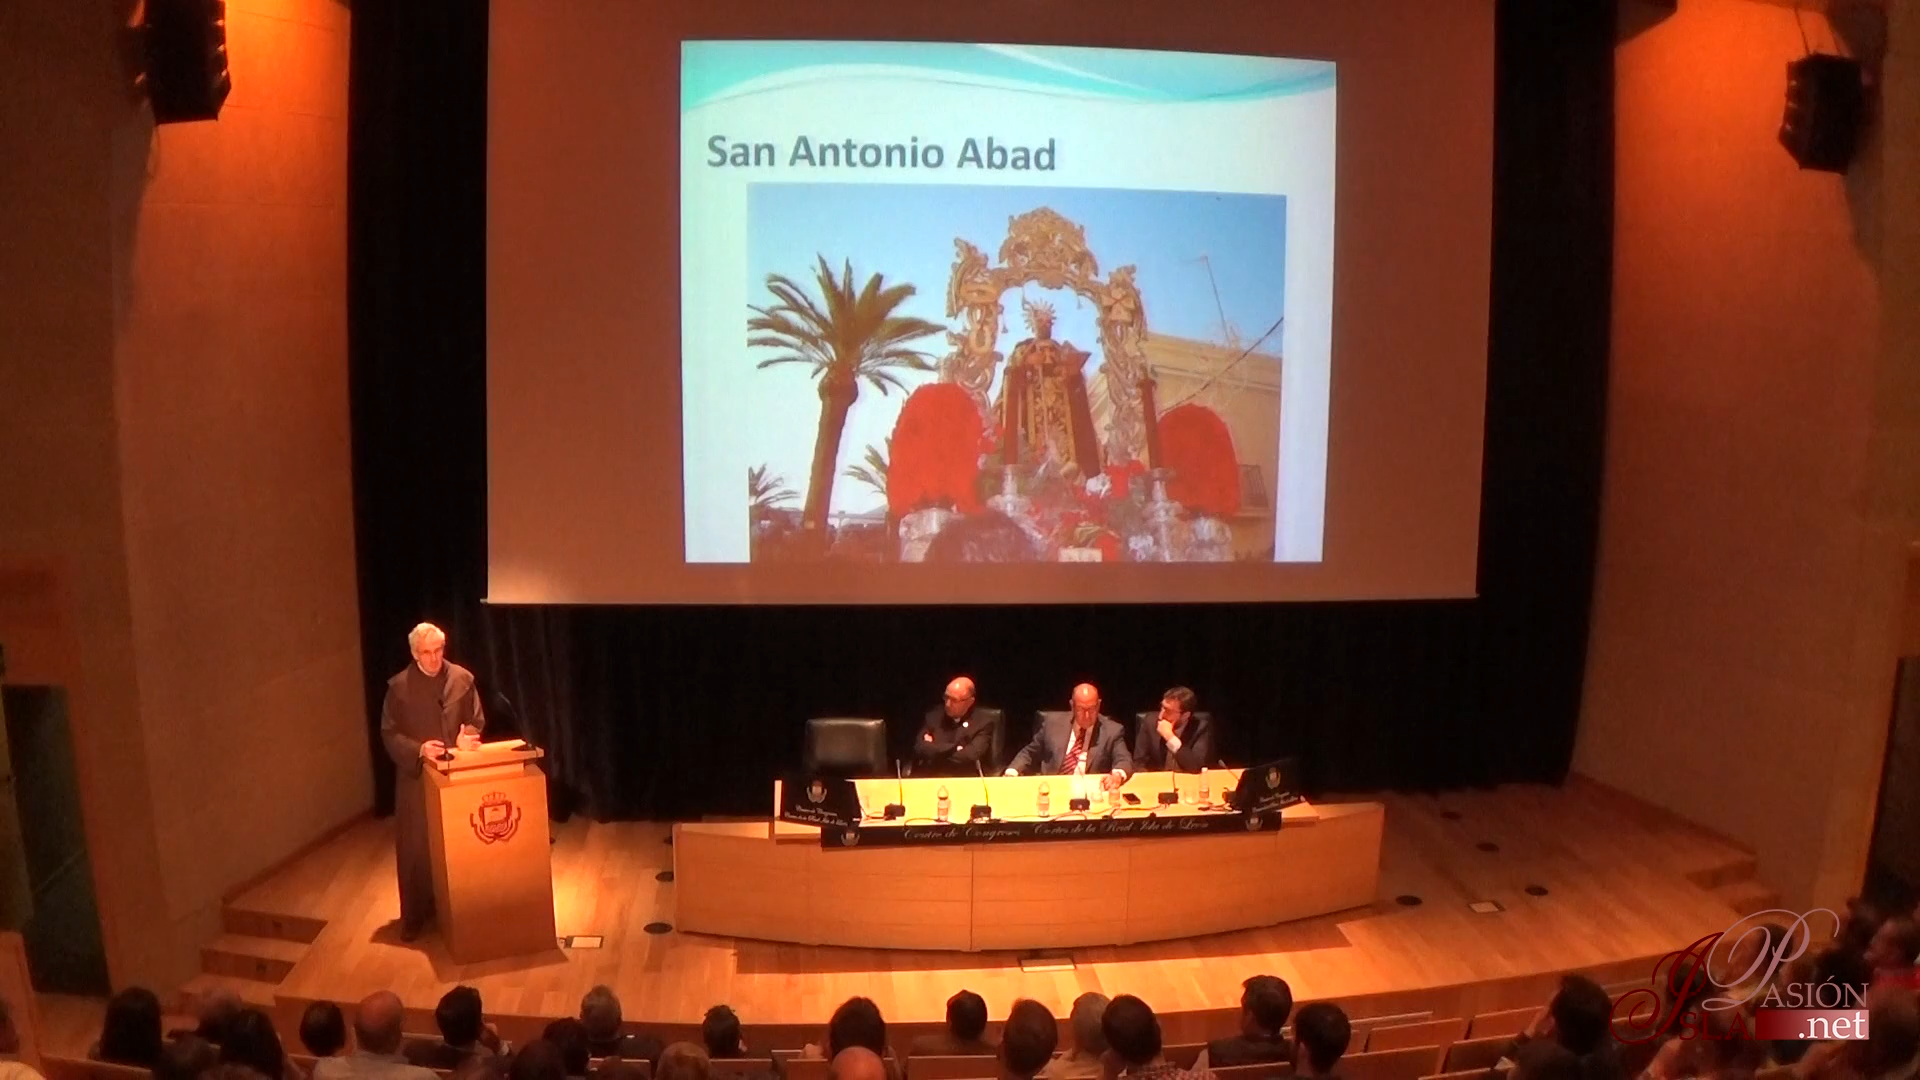 San Antonio Abad
Centro de Congresos Cortes de la Real Isla de León
Isla Pasión
.net